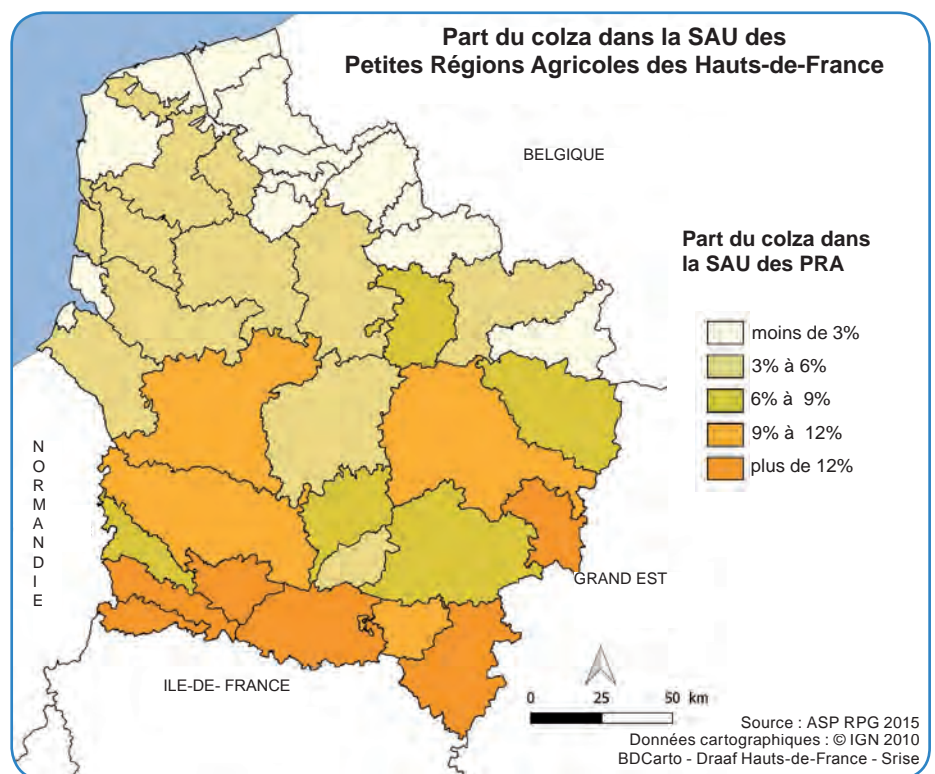 Part du colza dans la SAU des
Petites Régions Agricoles des Hauts-de-France
BELGIQUE
Part du colza dans
la SAU des PRA
moins de 3%
3% à 6%
6% à 9%
9% à 12%
plus de 12%
NORMANDIE
GRAND EST
ILE-DE- FRANCE
0 25 50 km
Source : ASP RPG 2015
Données cartographiques : © IGN 2010
BDCarto - Draaf Hauts-de-France - Srise